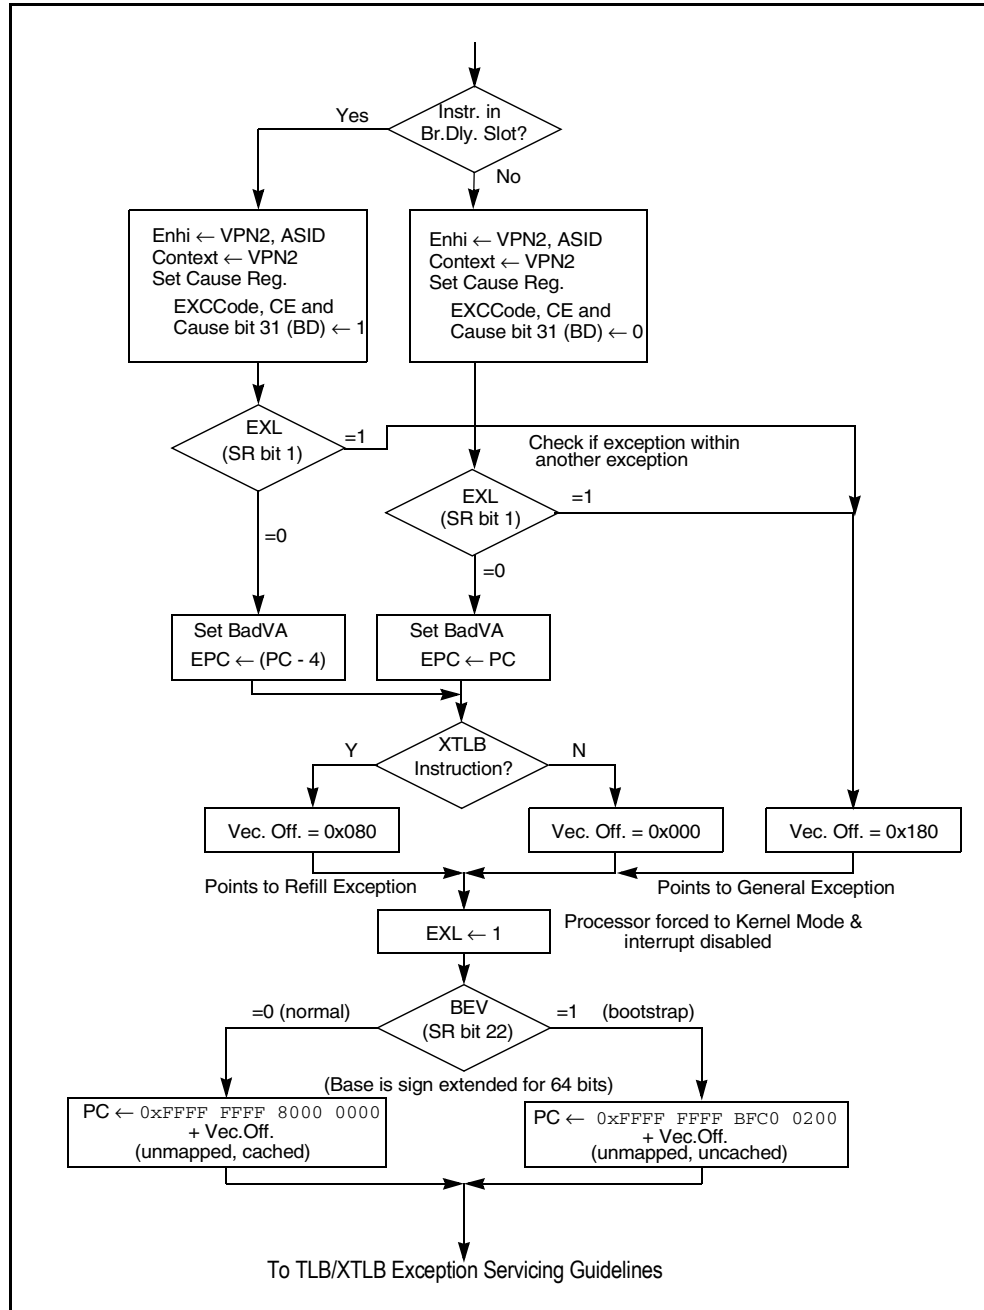 Instr. in
Br.Dly. Slot?
Yes
No
Enhi ← VPN2, ASID
Context ← VPN2
Set Cause Reg.
EXCCode, CE and
Cause bit 31 (BD) ← 1
Enhi ← VPN2, ASID
Context ← VPN2
Set Cause Reg.
EXCCode, CE and
Cause bit 31 (BD) ← 0
EXL
(SR bit 1)
=1
=0
Check if exception within
another exception
EXL
(SR bit 1)
=1
=0
Set BadVA
EPC ← (PC - 4)
Set BadVA
EPC ← PC
XTLB
Instruction?
Y
N
Vec. Off. = 0x080
Vec. Off. = 0x000
Vec. Off. = 0x180
Points to Refill Exception
Points to General Exception
EXL ← 1
Processor forced to Kernel Mode &
interrupt disabled
BEV
(SR bit 22)
=0 (normal)
=1 (bootstrap)
(Base is sign extended for 64 bits)
PC ← 0xFFFF FFFF 8000 0000
+ Vec.Off.
(unmapped, cached)
PC ← 0xFFFF FFFF BFC0 0200
+ Vec.Off.
(unmapped, uncached)
To TLB/XTLB Exception Servicing Guidelines